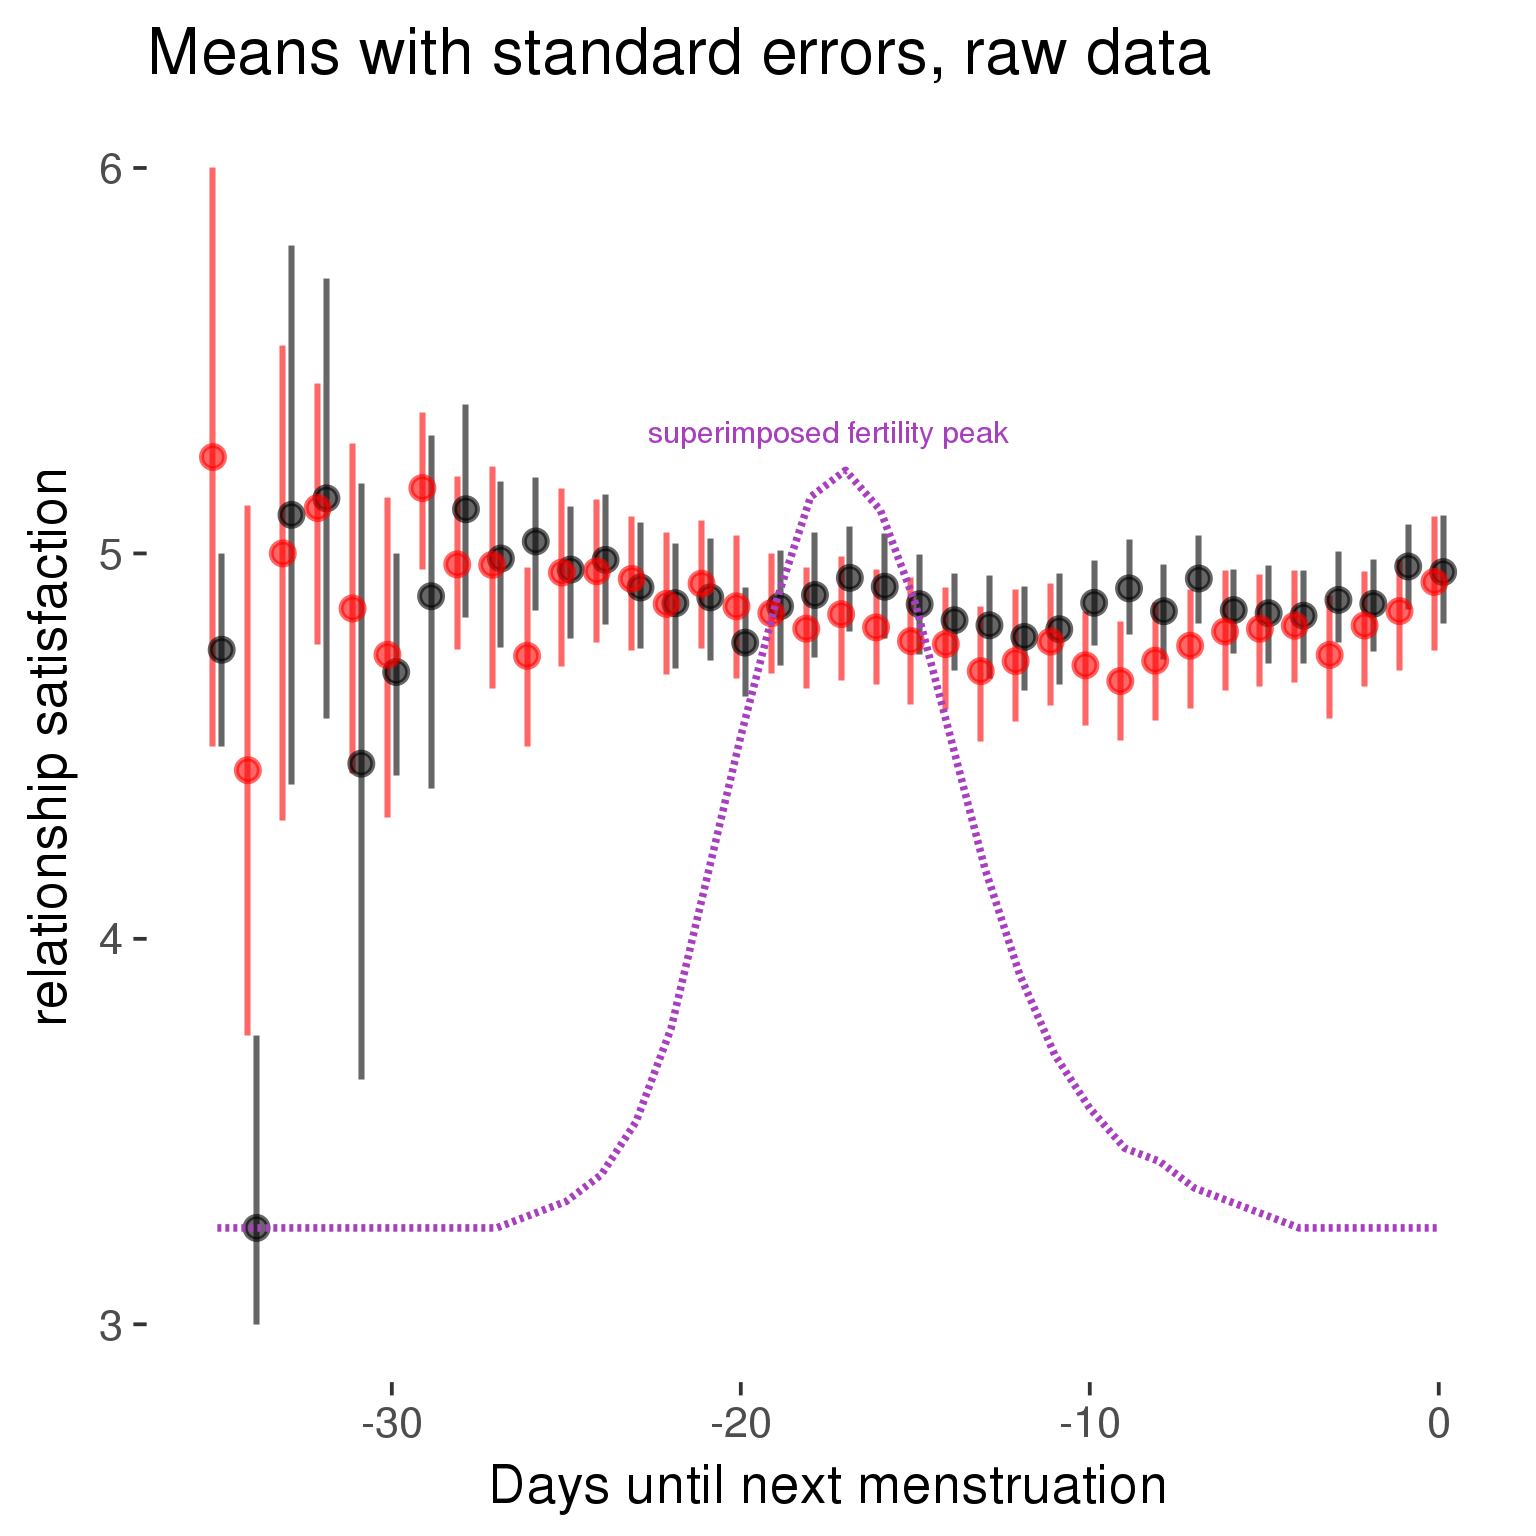 Means with standard errors, raw data
6
5
4
3
relationship satisfaction
superimposed fertility peak
-30
-20
-10
0
Days until next menstruation